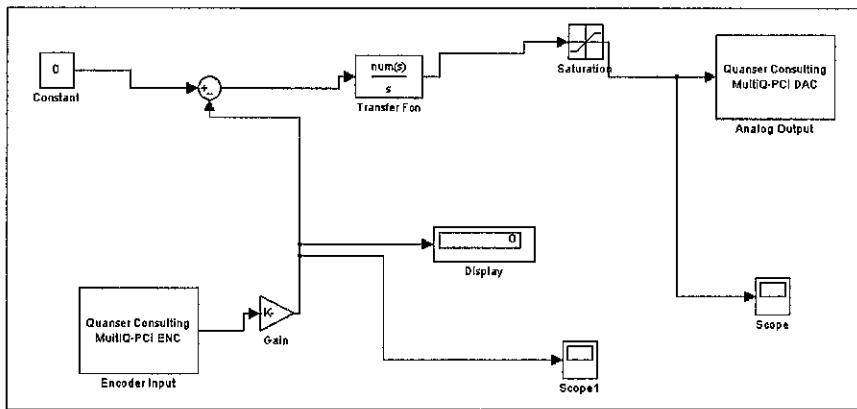 0
Constant
+
-
num(s)
s
Transfer Fcn
Saturation
Quanser Consulting
MultiQ-PCI DAC
Analog Output
0
Display
Scope
Quanser Consulting
MultiQ-PCI ENC
Encoder Input
K-
Gain
Scope1